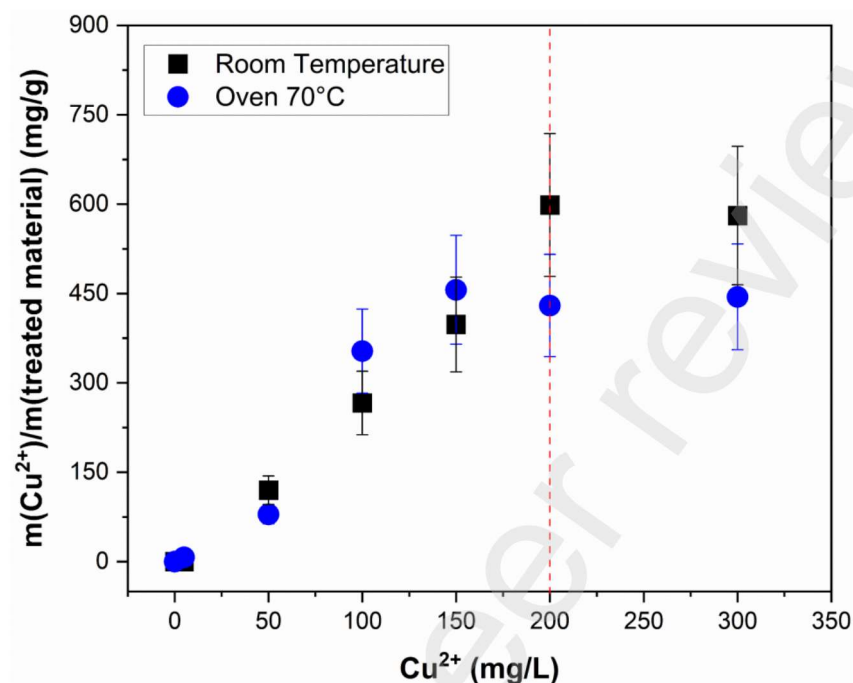 m(Cu²⁺)/m(treated material) (mg/g)
900
750
600
450
300
150
0
Room Temperature
Oven 70°C
0 50 100 150 200 250 300 350
Cu²⁺ (mg/L)
eer review